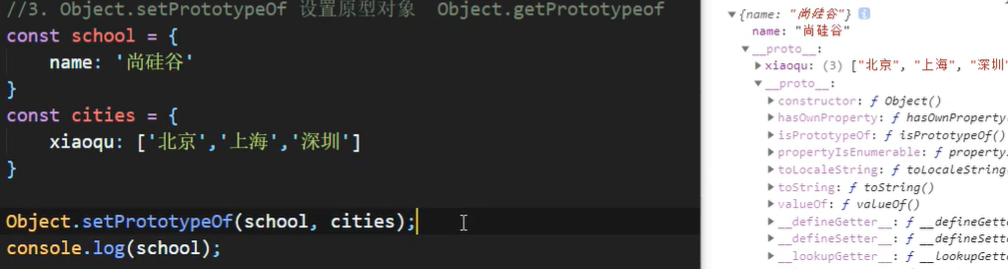 //3. Object.setPrototypeOf 设置原型对象  Object.getPrototypeof
const school = {
    name: '尚硅谷'
}
const cities = {
    xiaoqu: ['北京','上海','深圳']
}
Object.setPrototypeOf(school, cities);
console.log(school);
▼{name: "尚硅谷"} i
name: "尚硅谷"
▼__proto__:
▶xiaoqu: (3) ["北京", "上海", "深圳
▼__proto__:
▶constructor: ƒ Object()
▶hasOwnProperty: ƒ hasOwnProperty
▶isPrototypeOf: ƒ isPrototypeOf()
▶propertyIsEnumerable: ƒ property
▶toLocaleString: ƒ toLocaleString
▶toString: ƒ toString()
▶valueOf: ƒ valueOf()
▶__defineGetter__: ƒ __defineGett
▶__defineSetter__: ƒ __defineSett
▶__lookupGetter__: ƒ __lookupGett